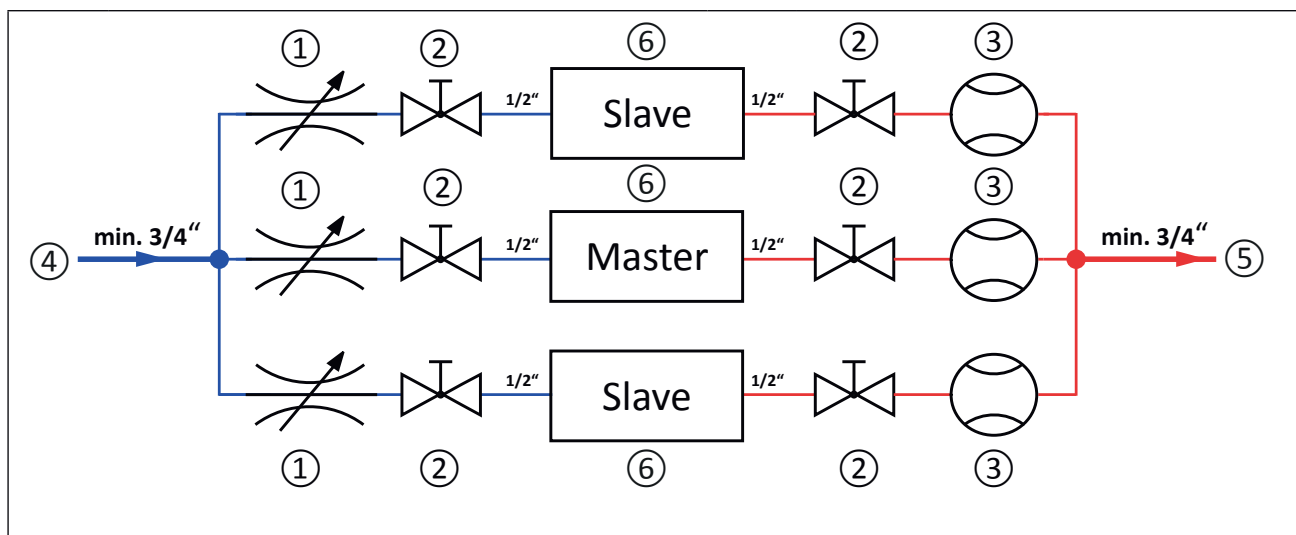 ① ② ⑥ ② ③
1/2“ Slave 1/2“
① ② ⑥ ② ③
④ min. 3/4“ 1/2“ Master 1/2“ min. 3/4“ ⑤
1/2“ Slave 1/2“
① ② ⑥ ② ③